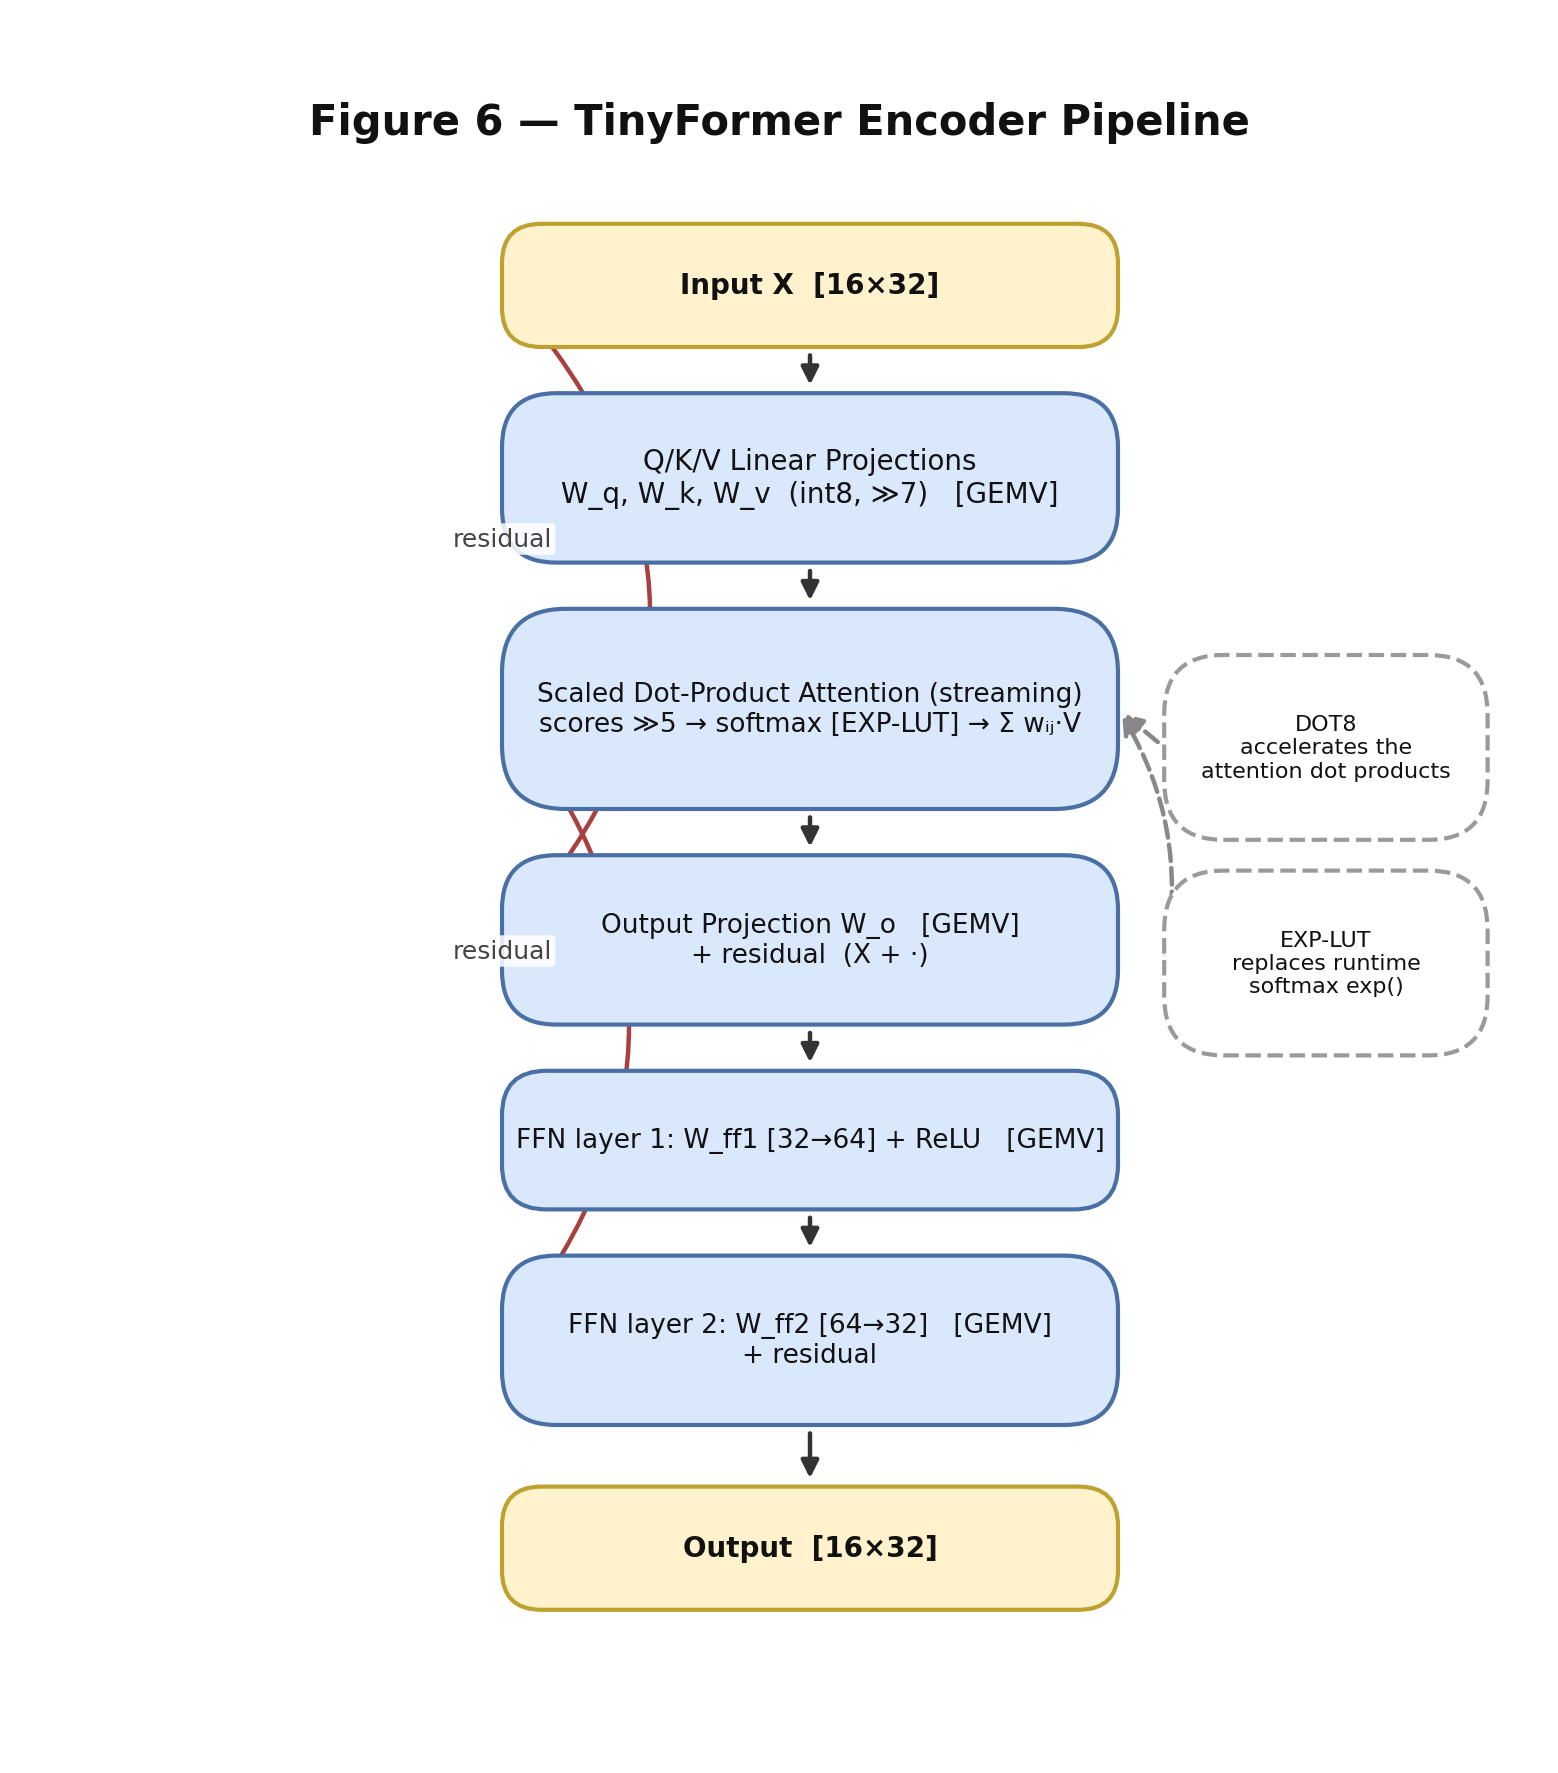 Figure 6 — TinyFormer Encoder Pipeline
Input X [16×32]
Q/K/V Linear Projections
W_q, W_k, W_v (int8, ≫7) [GEMV]
residual
Scaled Dot-Product Attention (streaming)
scores ≫5 → softmax [EXP-LUT] → Σ wᵢⱼ·V
DOT8
accelerates the
attention dot products
Output Projection W_o [GEMV]
+ residual (X + ·)
residual
EXP-LUT
replaces runtime
softmax exp()
FFN layer 1: W_ff1 [32→64] + ReLU [GEMV]
FFN layer 2: W_ff2 [64→32] [GEMV]
+ residual
Output [16×32]